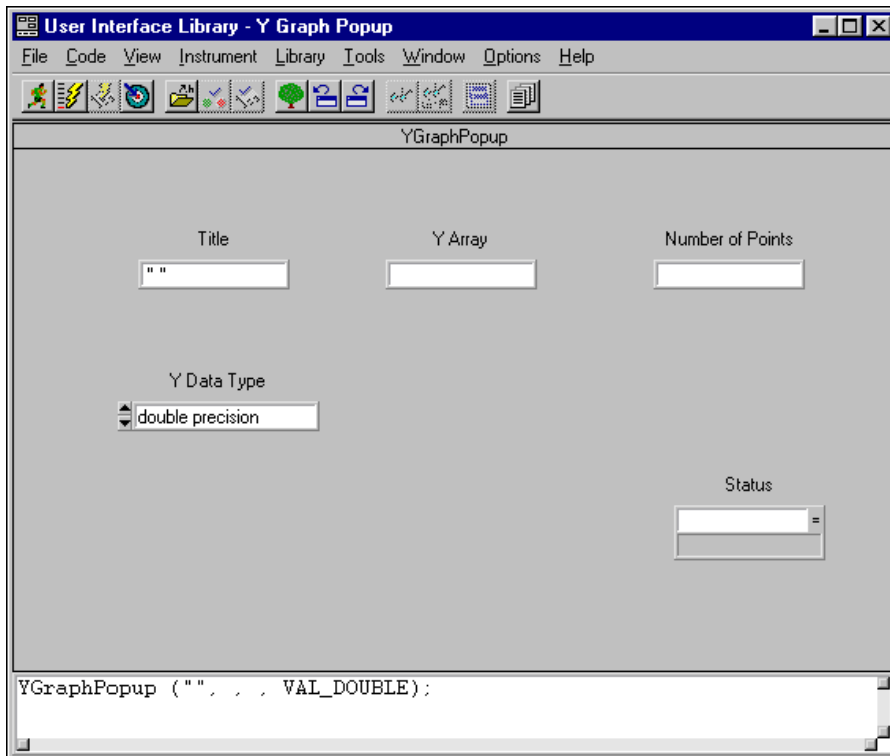 User Interface Library - Y Graph Popup
File Code View Instrument Library Tools Window Options Help
YGraphPopup
Title Y Array Number of Points
" "
Y Data Type
double precision
Status
=
YGraphPopup ("", , , VAL_DOUBLE);